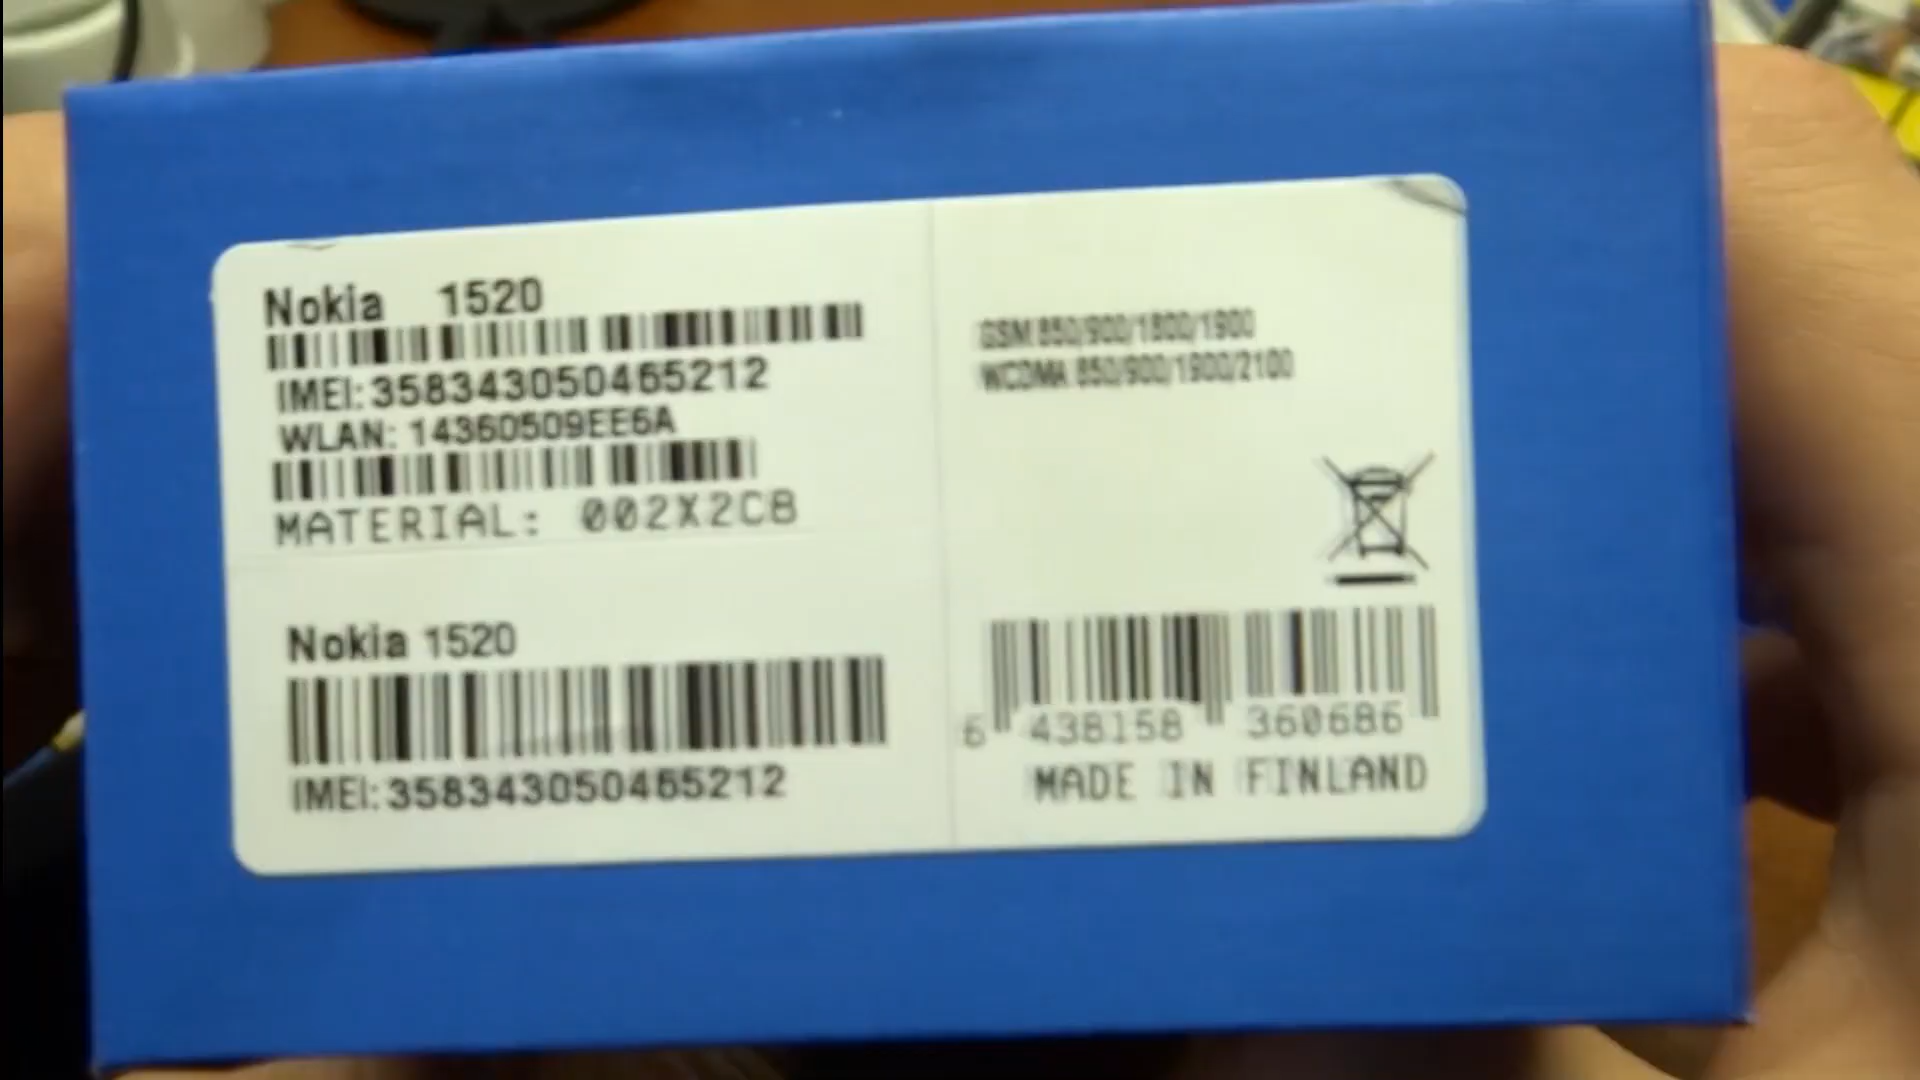 Nokia 1520
IMEI: 358343050465212
WLAN: 14360509EE6A
MATERIAL: 002X2C8
Nokia 1520
IMEI: 358343050465212
GSM 850/900/1800/1900
WCDMA 850/900/1900/2100
6 438158 360686
MADE IN FINLAND